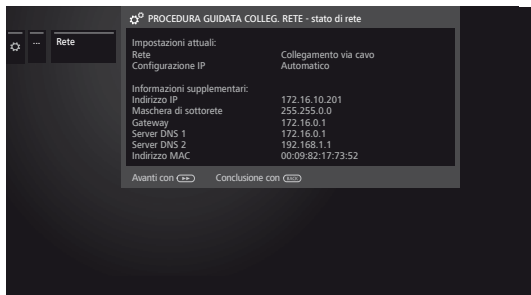 PROCEDURA GUIDATA COLLEG. RETE - stato di rete
... Rete
Impostazioni attuali:
Rete Collegamento via cavo
Configurazione IP Automatico
Informazioni supplementari:
Indirizzo IP 172.16.10.201
Maschera di sottorete 255.255.0.0
Gateway 172.16.0.1
Server DNS 1 172.16.0.1
Server DNS 2 192.168.1.1
Indirizzo MAC 00:09:82:17:73:52
Avanti con Conclusione con BACK